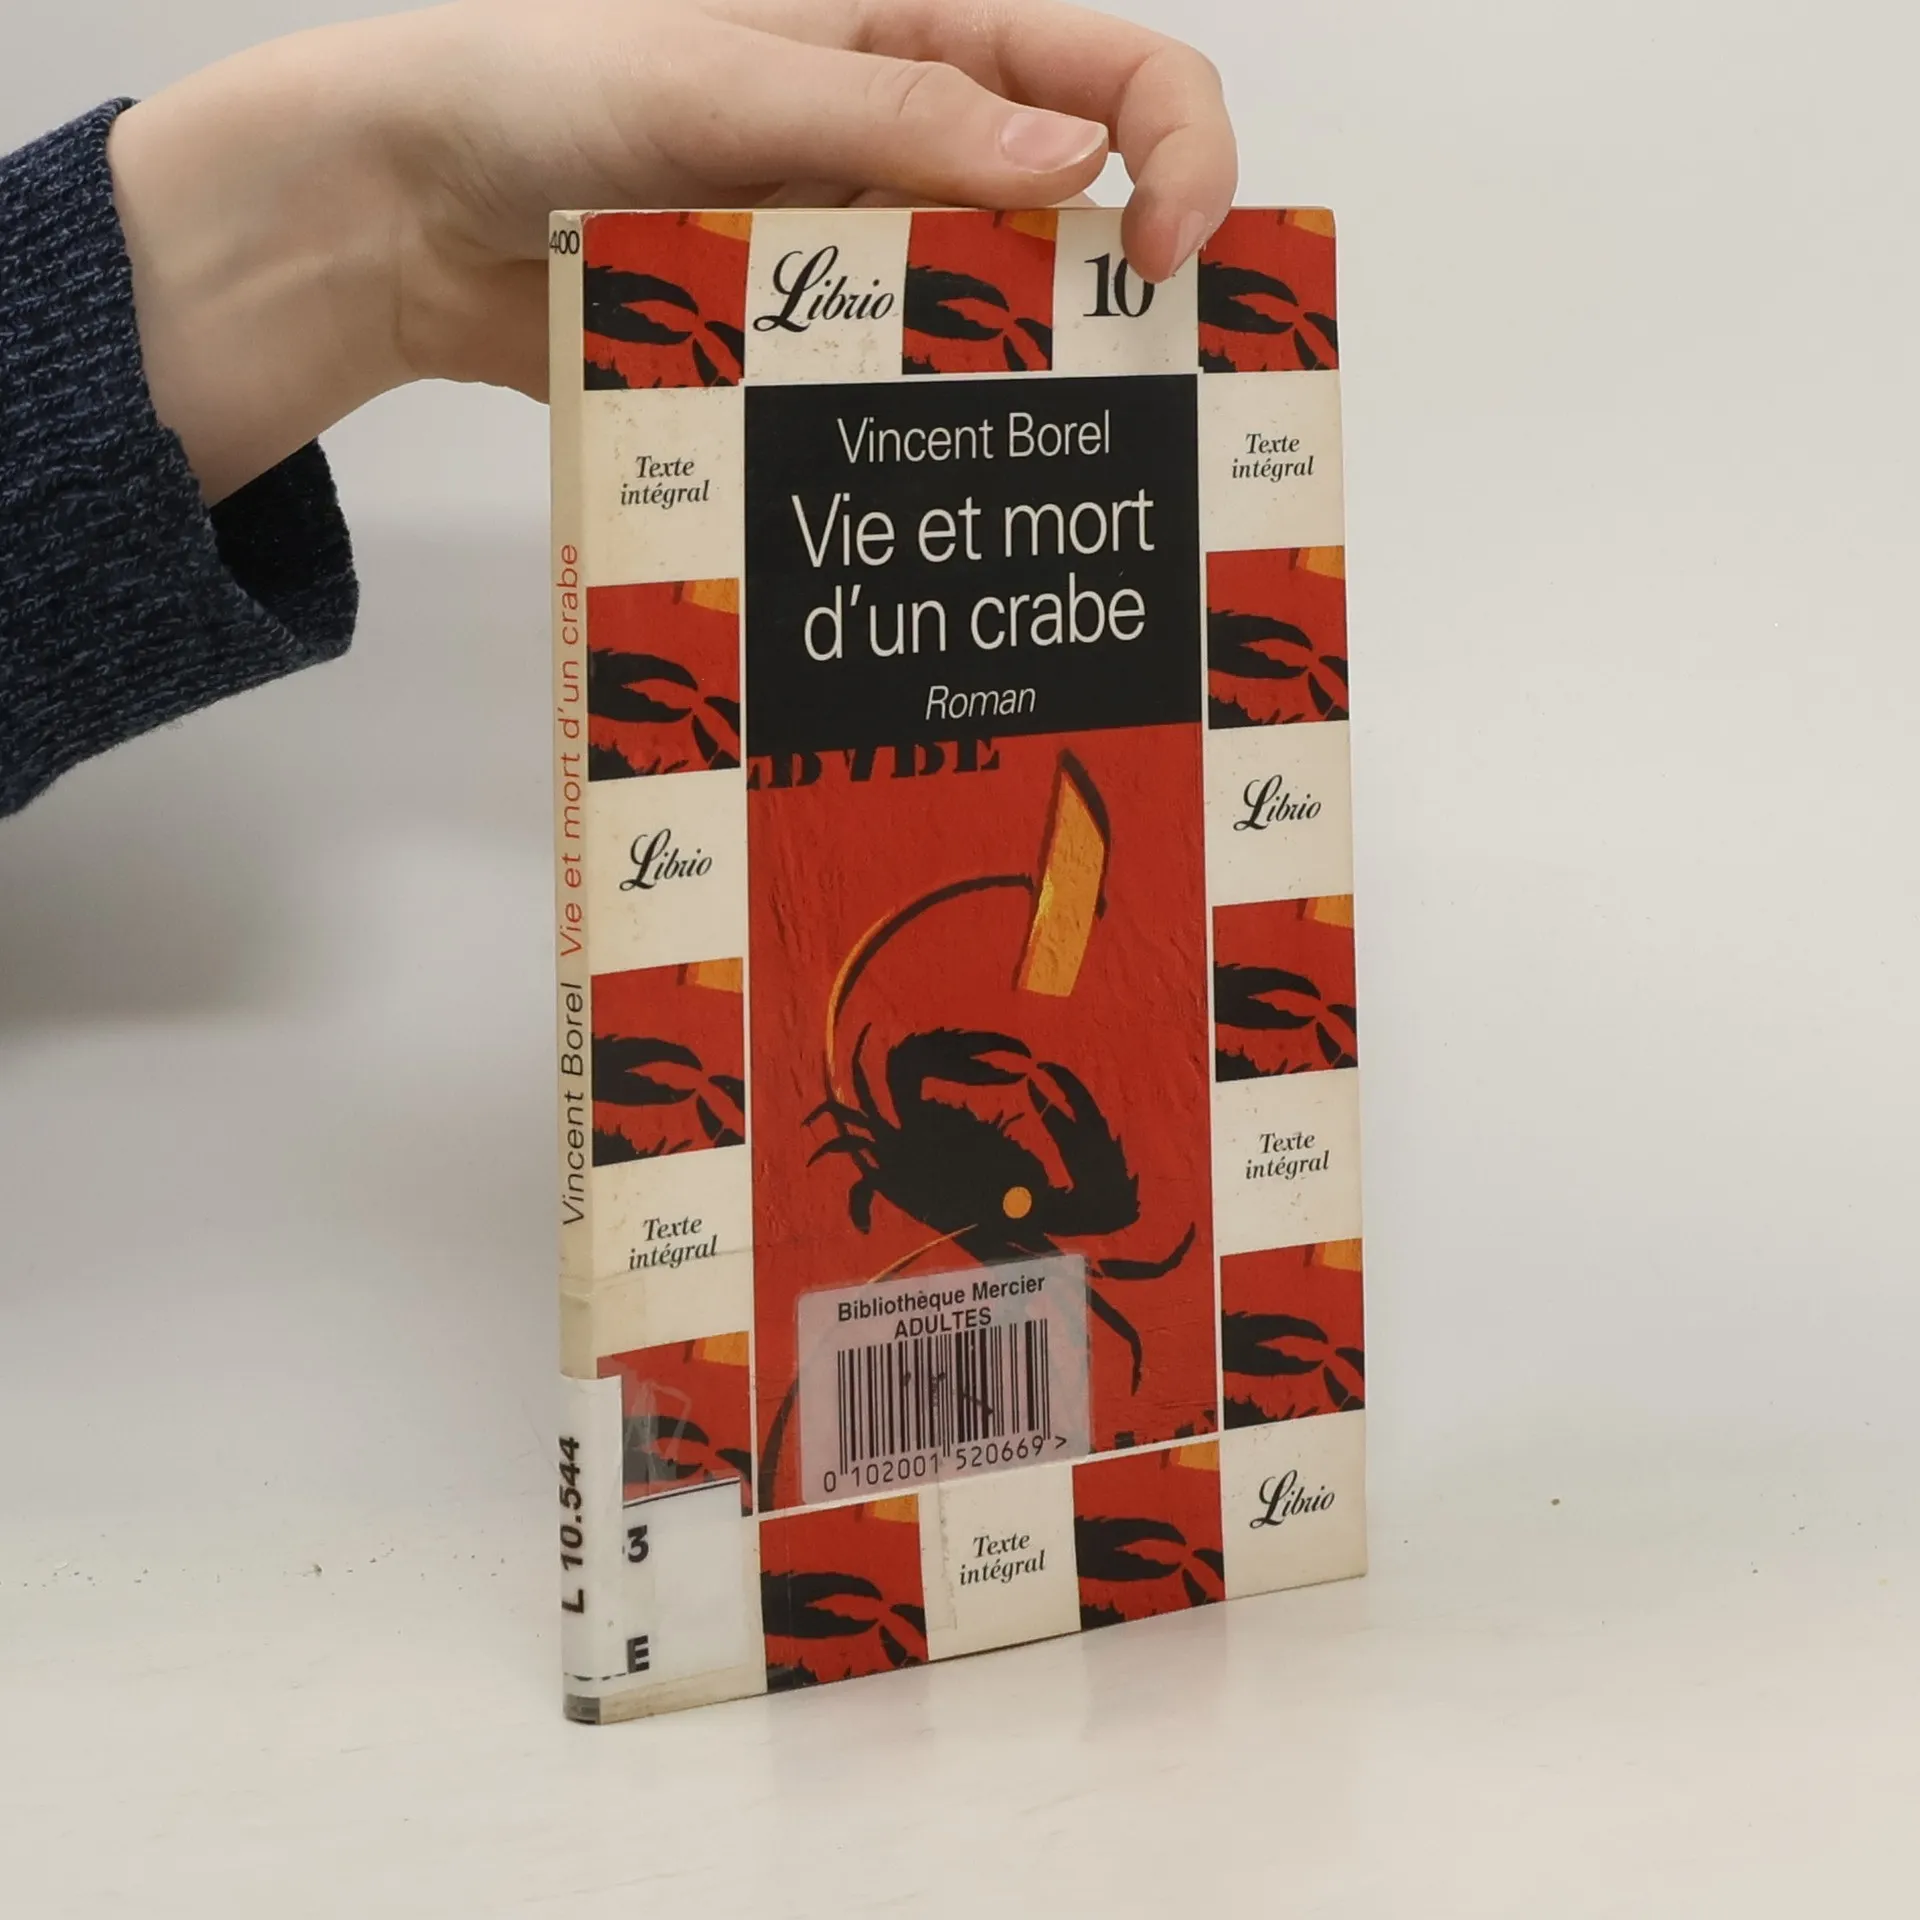 400
Librio
10
Vincent Borel
Vie et mort
d'un crabe
Roman
Texte
intégral
Texte
intégral
Librio
Librio
Texte
intégral
Texte
intégral
Bibliothèque Mercier
ADULTES
0 102001 520669 >
Texte
intégral
Librio
Vincent Borel Vie et mort d'un crabe
L 10.544
3
E